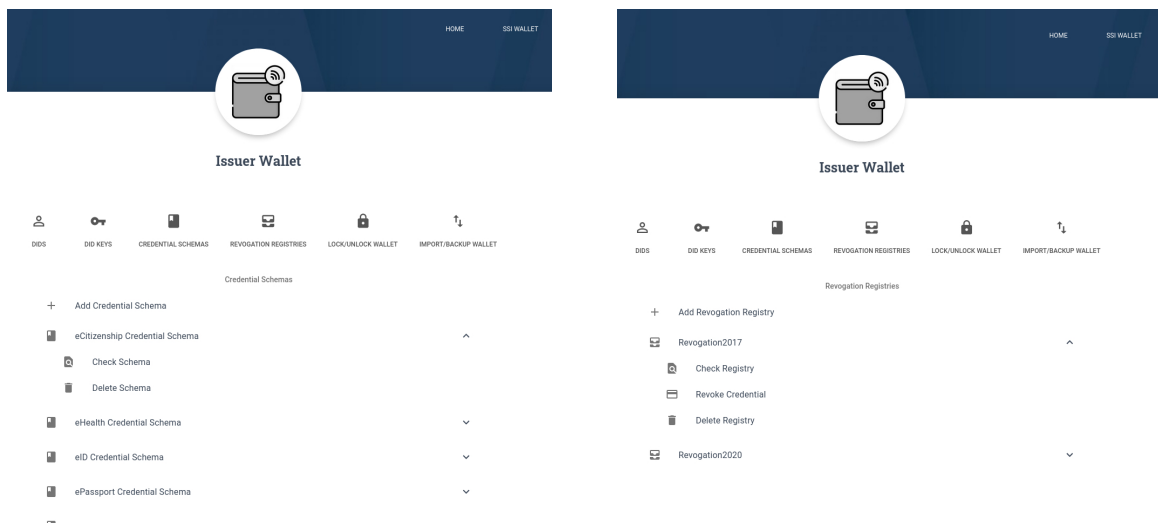 HOME SSI WALLET
Issuer Wallet
DIDS DID KEYS CREDENTIAL SCHEMAS REVOGATION REGISTRIES LOCK/UNLOCK WALLET IMPORT/BACKUP WALLET
Credential Schemas
Add Credential Schema
eCitizenship Credential Schema
Check Schema
Delete Schema
eHealth Credential Schema
eID Credential Schema
ePassport Credential Schema
HOME SSI WALLET
Issuer Wallet
DIDS DID KEYS CREDENTIAL SCHEMAS REVOGATION REGISTRIES LOCK/UNLOCK WALLET IMPORT/BACKUP WALLET
Revogation Registries
Add Revogation Registry
Revogation2017
Check Registry
Revoke Credential
Delete Registry
Revogation2020